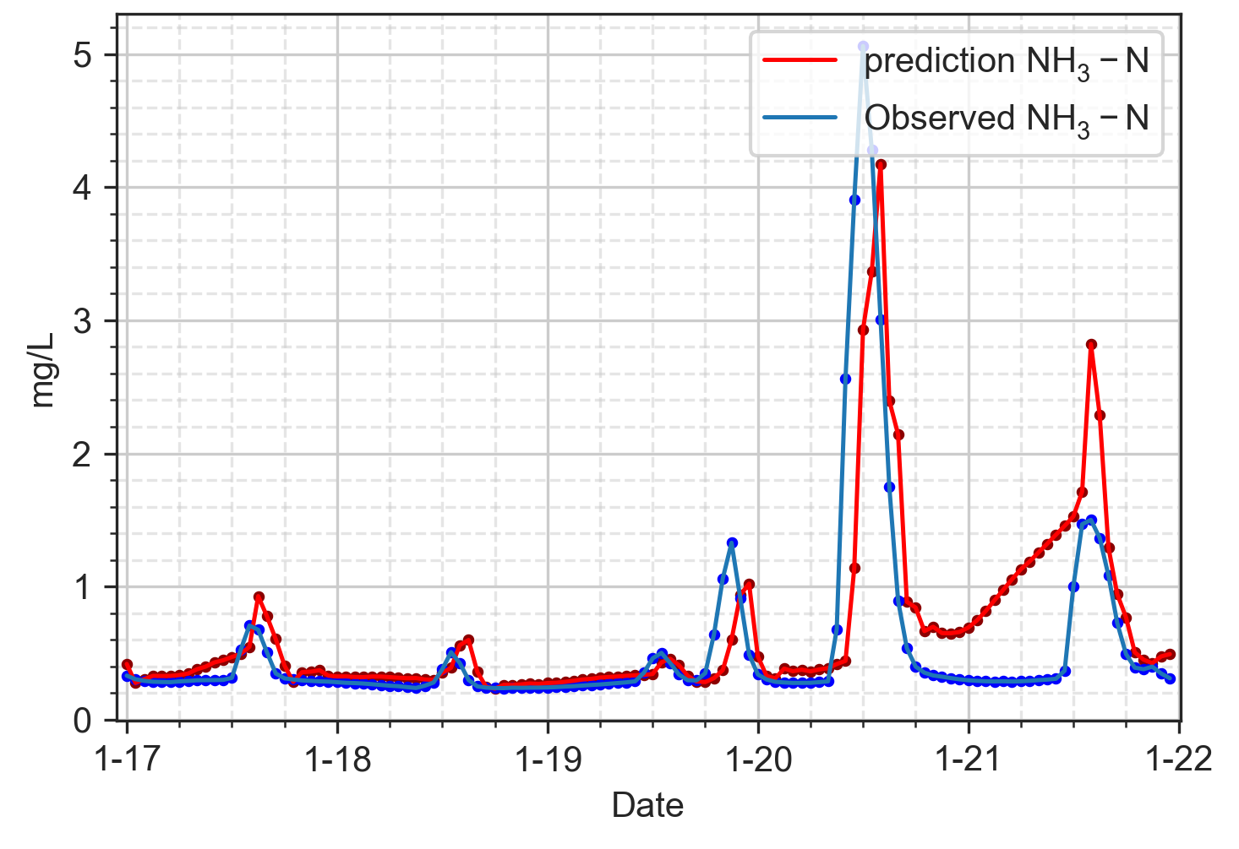 prediction NH₃ − N
Observed NH₃ − N
5
4
3
2
1
0
mg/L
1-17 1-18 1-19 1-20 1-21 1-22
Date